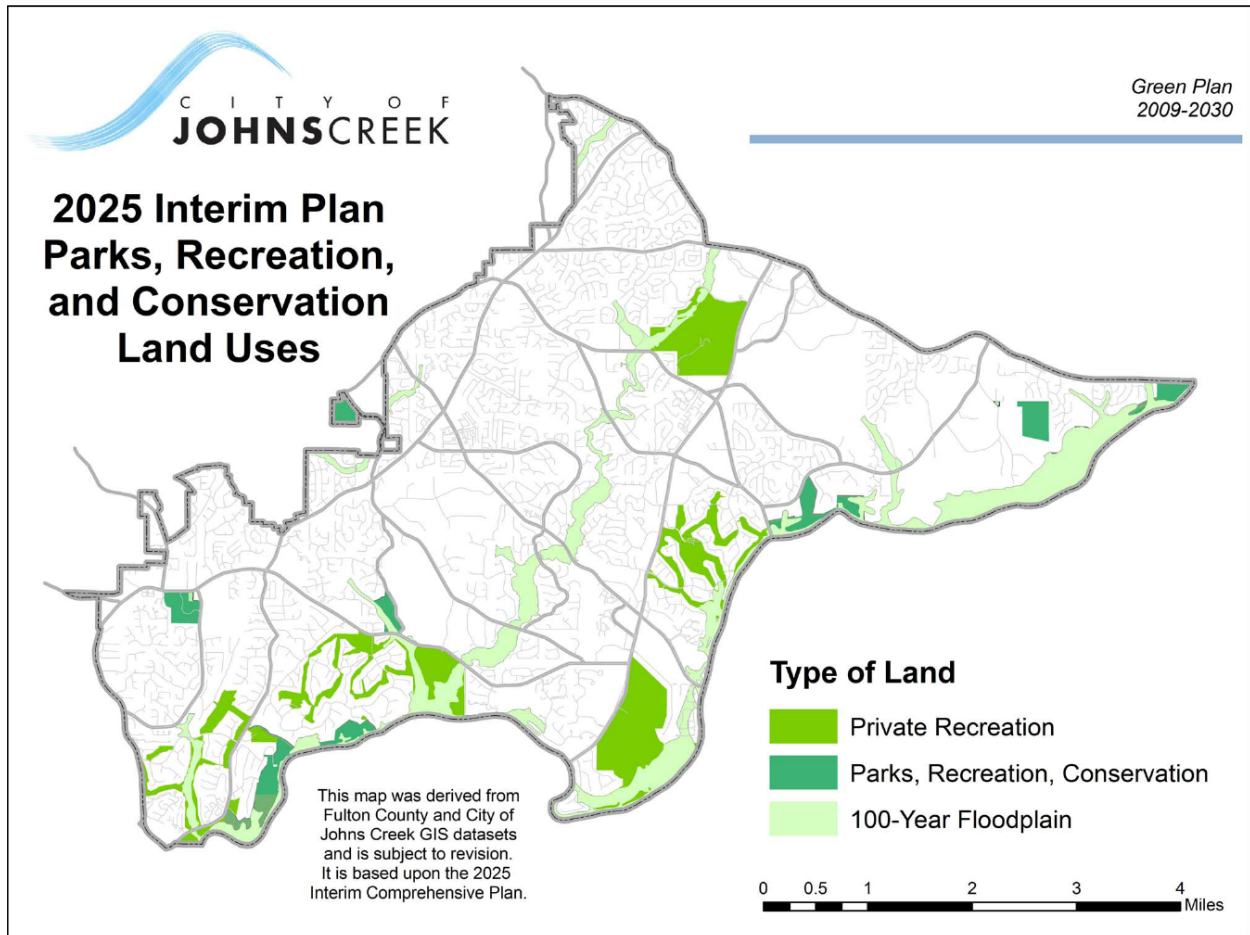 CITY OF
JOHNSCREEK
Green Plan
2009-2030
2025 Interim Plan
Parks, Recreation,
and Conservation
Land Uses
Type of Land
Private Recreation
Parks, Recreation, Conservation
100-Year Floodplain
This map was derived from
Fulton County and City of
Johns Creek GIS datasets
and is subject to revision.
It is based upon the 2025
Interim Comprehensive Plan.
0 0.5 1 2 3 4
Miles